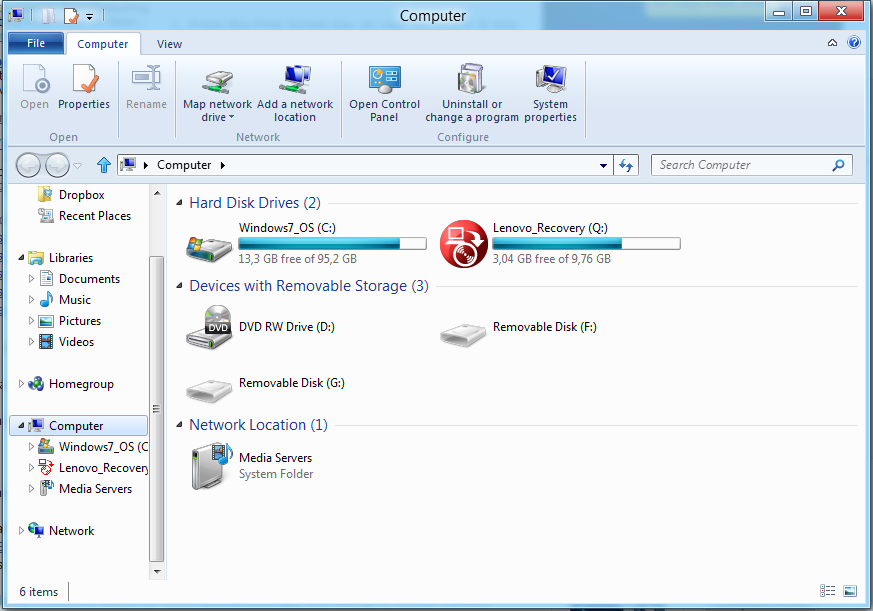 Computer
File
Computer
View
Open
Properties
Rename
Map network drive
Add a network location
Open Control Panel
Uninstall or change a program
System properties
Open
Network
Configure
Computer
Search Computer
Dropbox
Recent Places
Libraries
Documents
Music
Pictures
Videos
Homegroup
Computer
Windows7_OS (C
Lenovo_Recovery
Media Servers
Network
Hard Disk Drives (2)
Windows7_OS (C:)
13,3 GB free of 95,2 GB
Lenovo_Recovery (Q:)
3,04 GB free of 9,76 GB
Devices with Removable Storage (3)
DVD
DVD RW Drive (D:)
Removable Disk (F:)
Removable Disk (G:)
Network Location (1)
Media Servers
System Folder
6 items